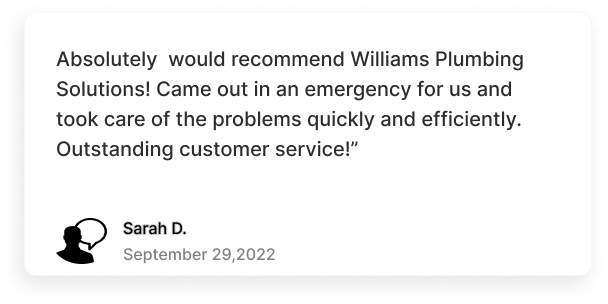 Absolutely  would recommend Williams Plumbing
Solutions! Came out in an emergency for us and
took care of the problems quickly and efficiently.
Outstanding customer service!”
Sarah D.
September 29,2022